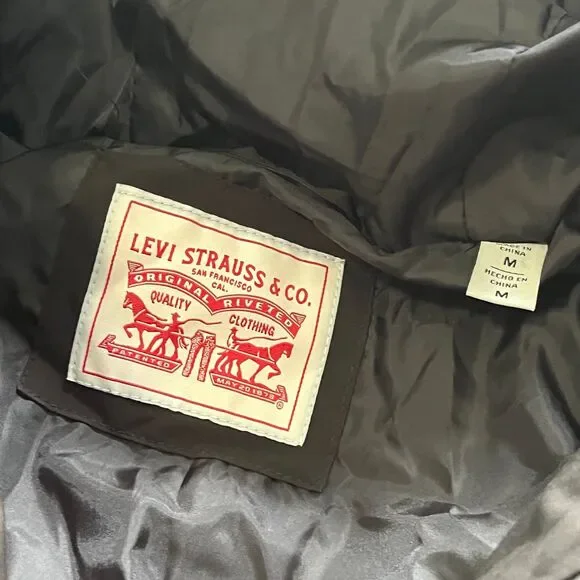 LEVI STRAUSS & CO.
SAN FRANCISCO
CAL.
ORIGINAL RIVETED
QUALITY CLOTHING
PATENTED MAY 20 1873
®
MADE IN
CHINA
M
HECHO EN
CHINA
M